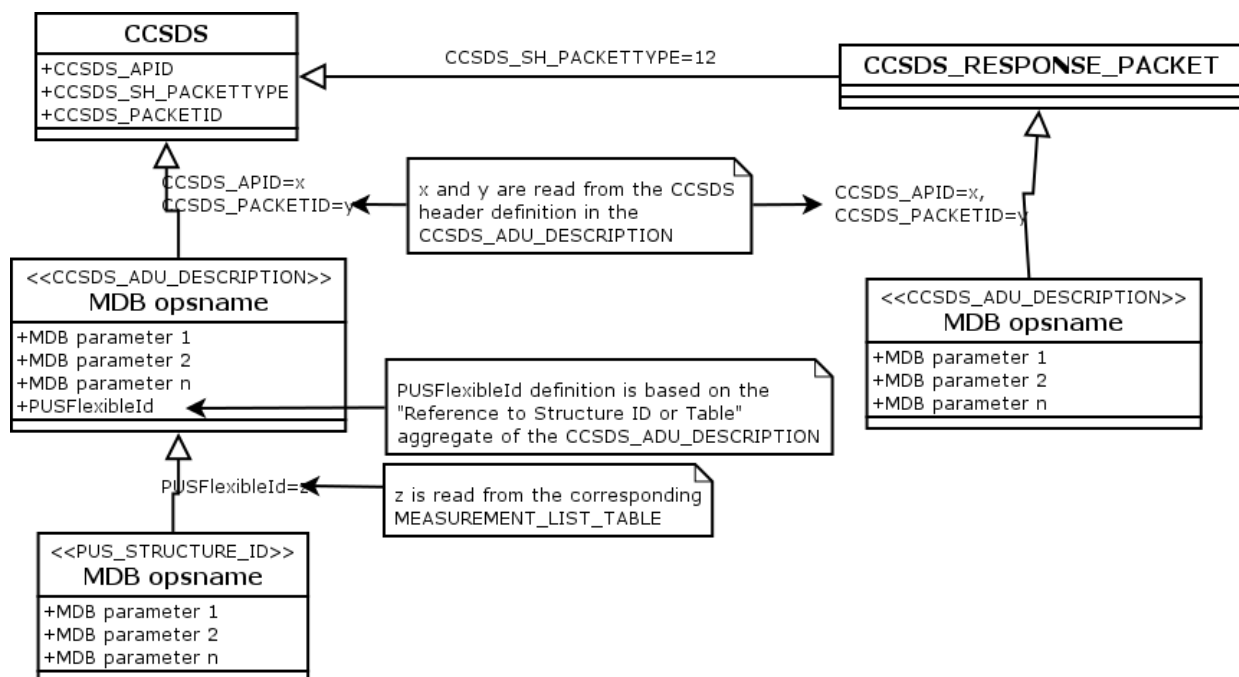 CCSDS
+CCSDS_APID
+CCSDS_SH_PACKETTYPE
+CCSDS_PACKETID
CCSDS_SH_PACKETTYPE=12
CCSDS_RESPONSE_PACKET
CCSDS_APID=x
CCSDS_PACKETID=y
x and y are read from the CCSDS
header definition in the
CCSDS_ADU_DESCRIPTION
CCSDS_APID=x,
CCSDS_PACKETID=y
<<CCSDS_ADU_DESCRIPTION>>
MDB opsname
+MDB parameter 1
+MDB parameter 2
+MDB parameter n
+PUSFlexibleId
<<CCSDS_ADU_DESCRIPTION>>
MDB opsname
+MDB parameter 1
+MDB parameter 2
+MDB parameter n
PUSFlexibleId definition is based on the
"Reference to Structure ID or Table"
aggregate of the CCSDS_ADU_DESCRIPTION
PUSFlexibleId=z
z is read from the corresponding
MEASUREMENT_LIST_TABLE
<<PUS_STRUCTURE_ID>>
MDB opsname
+MDB parameter 1
+MDB parameter 2
+MDB parameter n